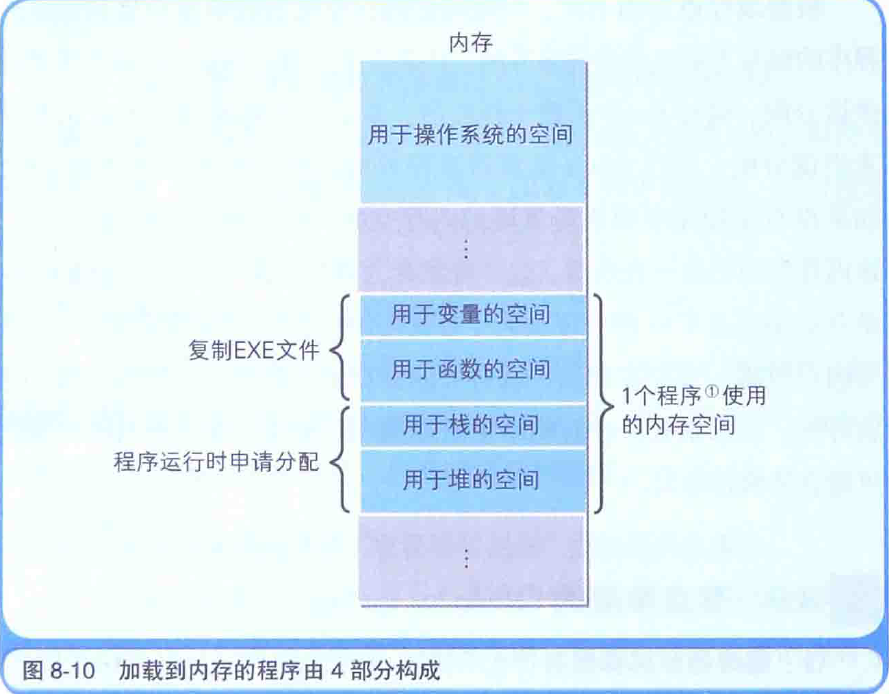 内存
用于操作系统的空间
⋮
用于变量的空间
复制EXE文件
用于函数的空间
1个程序①使用
的内存空间
用于栈的空间
程序运行时申请分配
用于堆的空间
⋮
图 8-10 加载到内存的程序由 4 部分构成